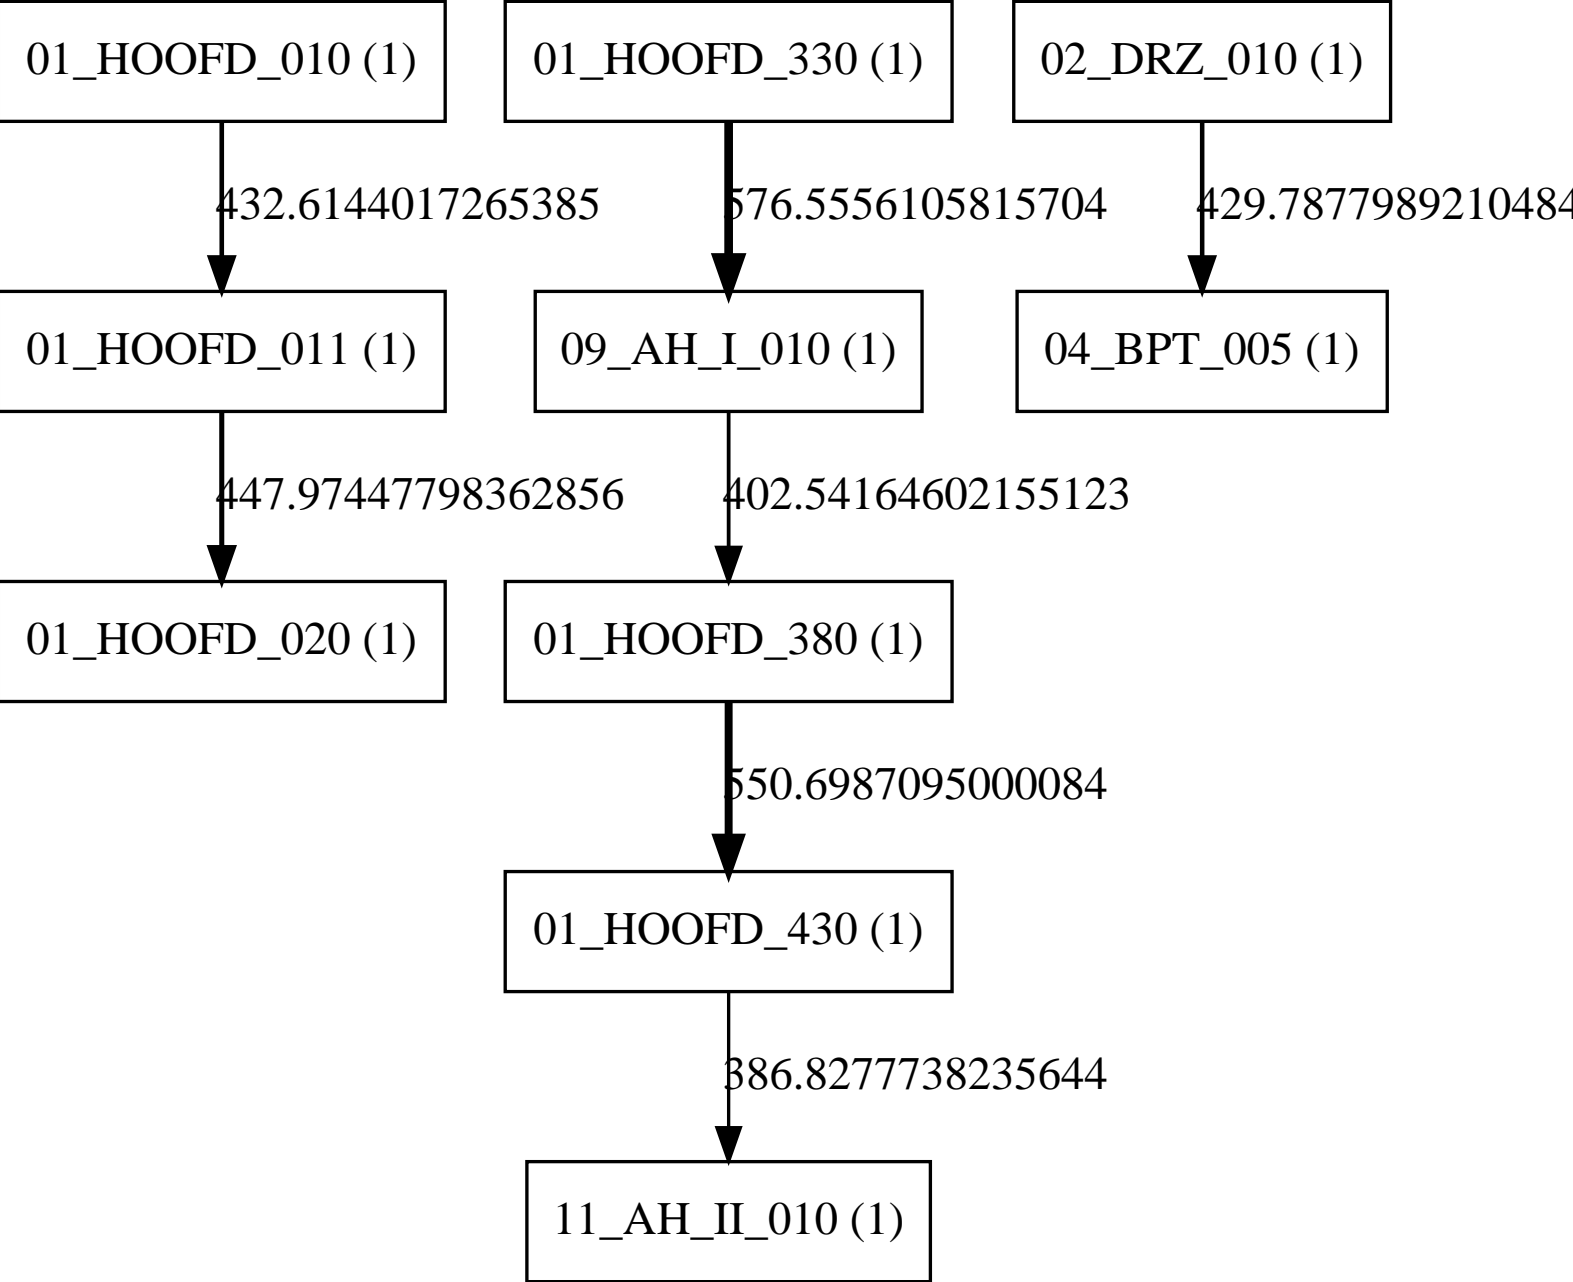 01_HOOFD_010 (1)
01_HOOFD_330 (1)
02_DRZ_010 (1)
432.6144017265385
576.5556105815704
429.7877989210484
01_HOOFD_011 (1)
09_AH_I_010 (1)
04_BPT_005 (1)
447.97447798362856
402.54164602155123
01_HOOFD_020 (1)
01_HOOFD_380 (1)
550.6987095000084
01_HOOFD_430 (1)
386.8277738235644
11_AH_II_010 (1)